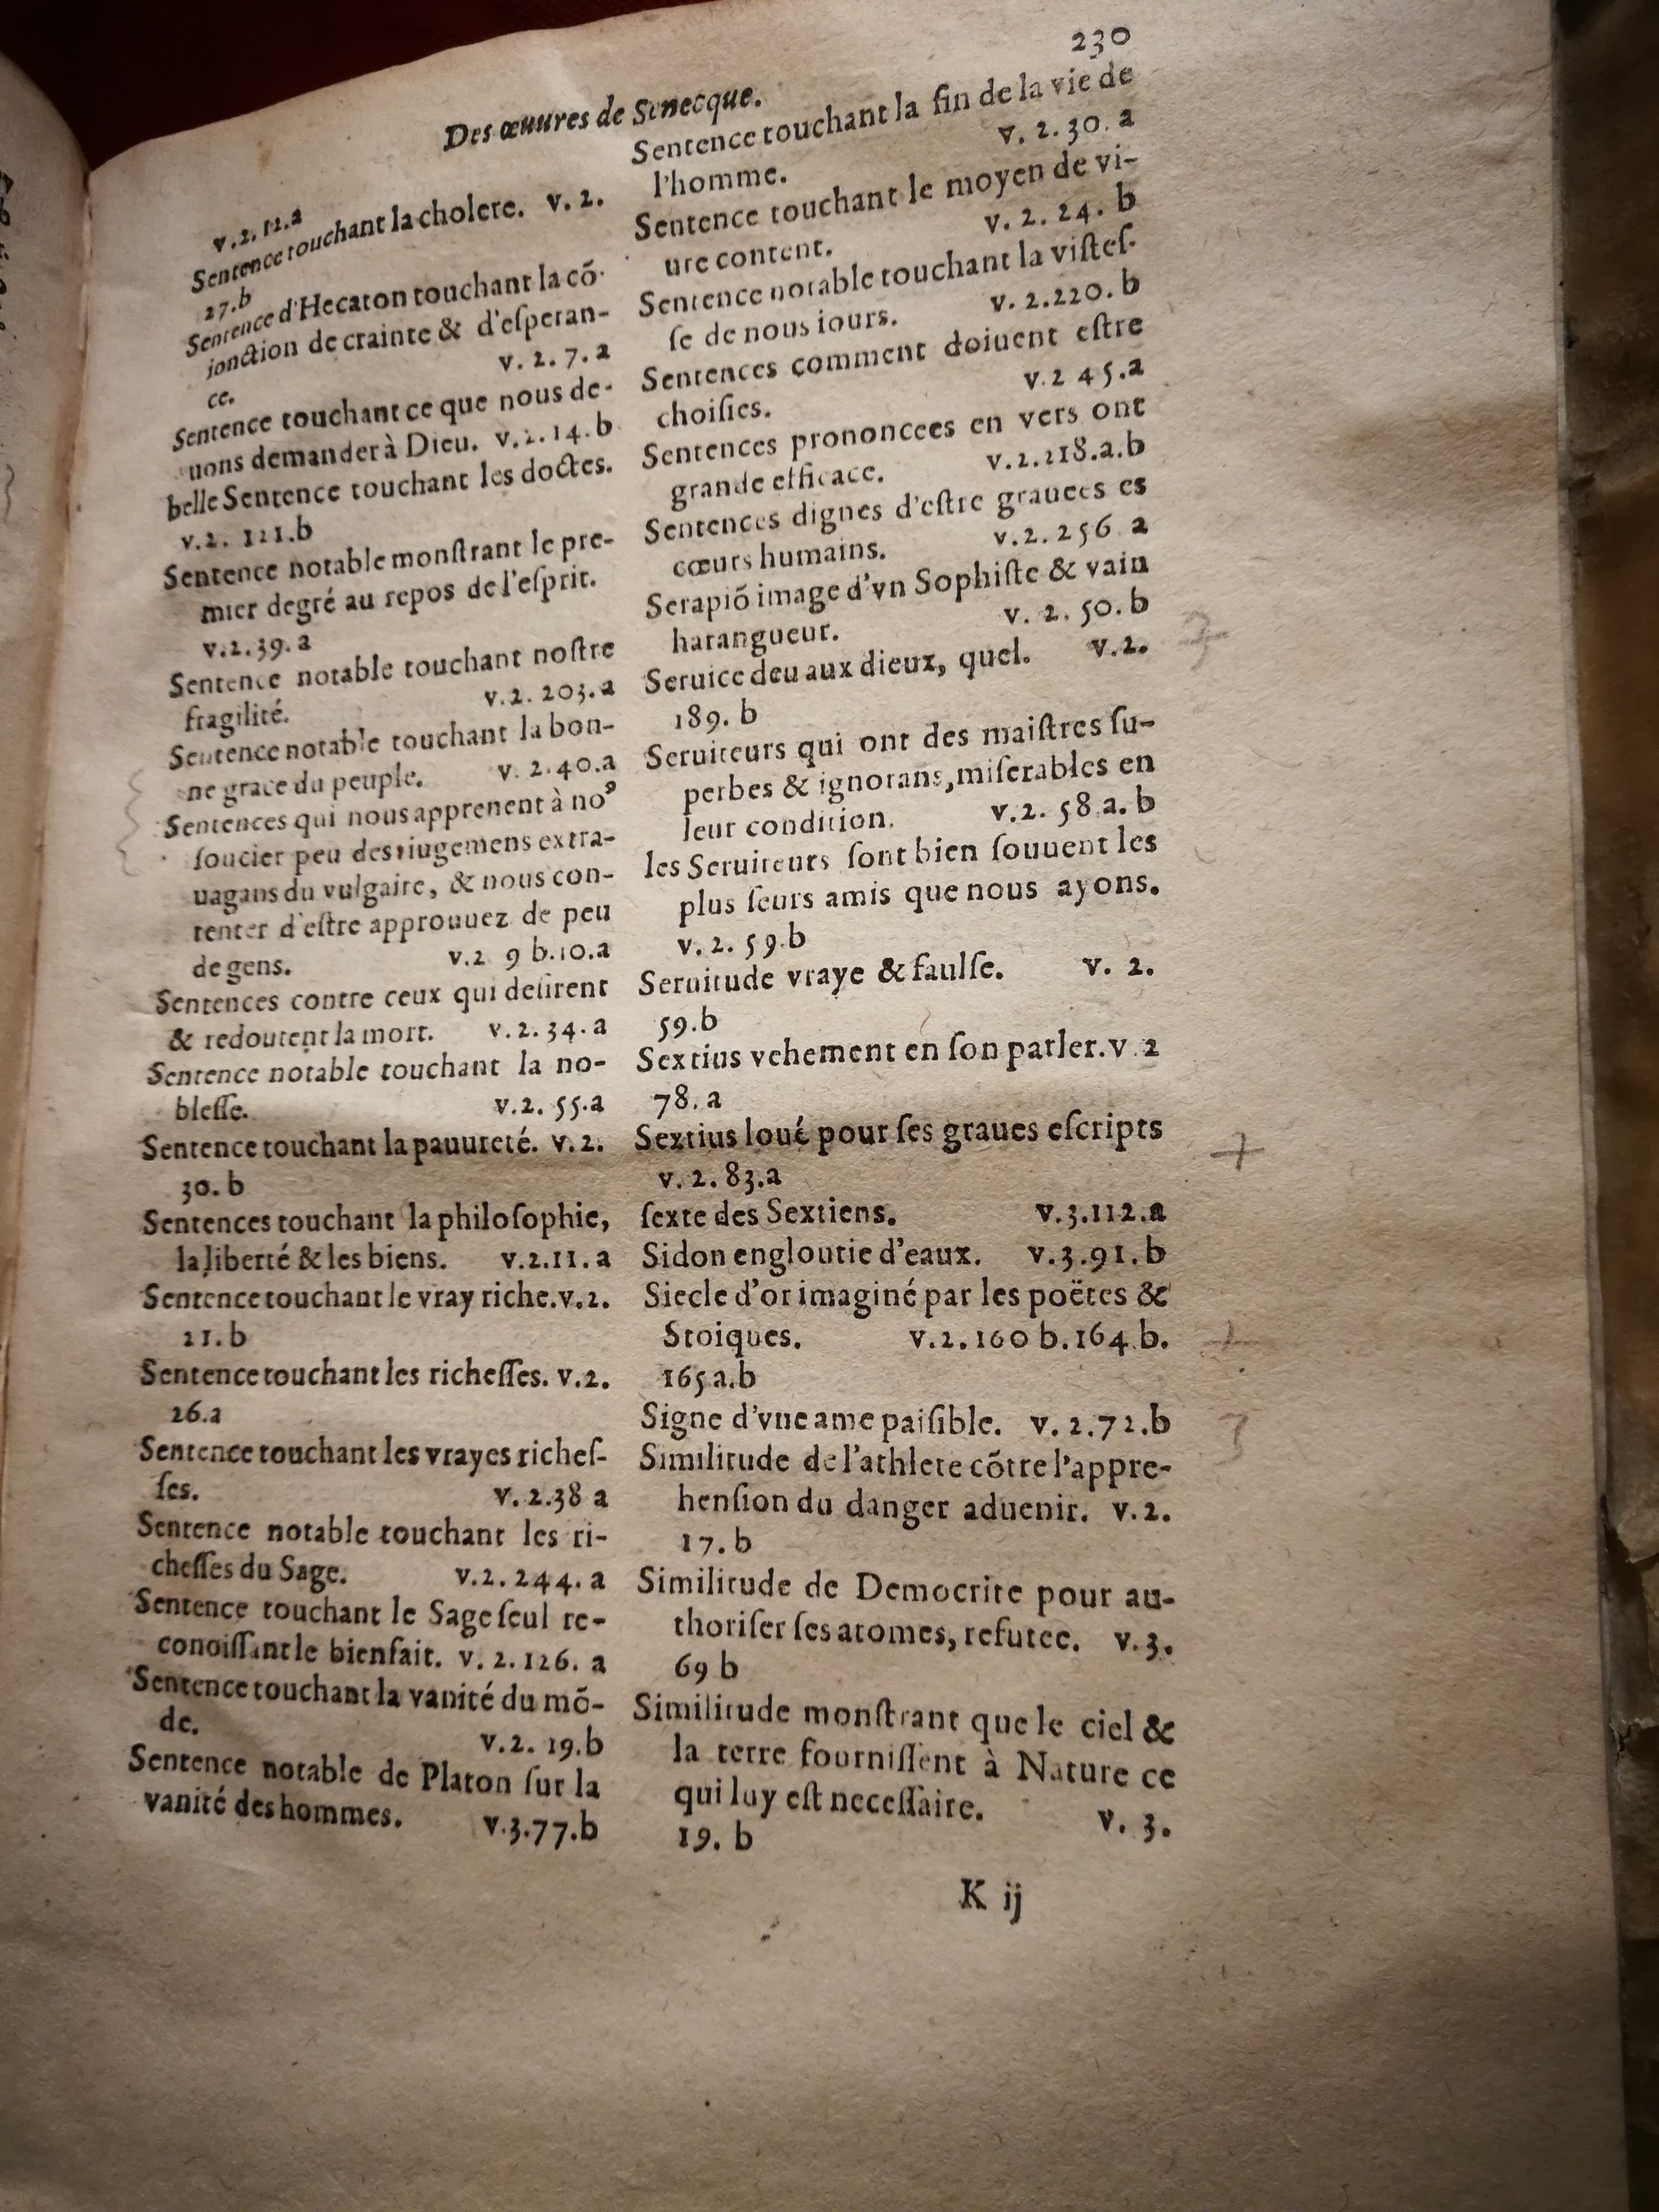 230
Des œuures de Senecque.
v.2.12.a
Sentence touchant la cholere. v. 2.
27.b
Sentence d'Hecaton touchant la cõ-
ionction de crainte & d'eſperan-
ce. v. 2. 7. a
Sentence touchant ce que nous de-
uons demander à Dieu. v.2.14.b
belle Sentence touchant les doctes.
v.2. 121.b
Sentence notable monſtrant le pre-
mier degré au repos de l'eſprit.
v.2.39.a
Sentence notable touchant noſtre
fragilité. v.2. 203.a
Sentence notable touchant la bon-
ne grace du peuple. v. 2.40.a
Sentences qui nous apprenent à noꝰ
ſoucier peu des iugemens extra-
uagans du vulgaire, & nous con-
tenter d'eſtre approuuez de peu
de gens. v.2 9 b.10.a
Sentences contre ceux qui deſirent
& redoutent la mort. v.2.34.a
Sentence notable touchant la no-
bleſſe. v.2. 55.a
Sentence touchant la pauureté. v.2.
30. b
Sentences touchant la philoſophie,
la liberté & les biens. v.2.11.a
Sentence touchant le vray riche.v.2.
21.b
Sentence touchant les richeſſes. v.2.
26.a
Sentence touchant les vrayes richeſ-
ſes. v. 2.38 a
Sentence notable touchant les ri-
cheſſes du Sage. v.2.244. a
Sentence touchant le Sage ſeul re-
conoiſſant le bienfait. v. 2.126. a
Sentence touchant la vanité du mõ-
de. v.2. 19.b
Sentence notable de Platon ſur la
vanité des hommes. v.3.77.b
Sentence touchant la fin de la vie de
l'homme. v. 2. 30. a
Sentence touchant le moyen de vi-
ure content. v. 2. 24. b
Sentence notable touchant la viſteſ-
ſe de nous iours. v. 2.220. b
Sentences comment doiuent eſtre
choiſies. v.2 45.a
Sentences prononcees en vers ont
grande efficace. v.2.218.a.b
Sentences dignes d'eſtre grauees es
cœurs humains. v.2. 256 a
Serapiõ image d'vn Sophiſte & vain
harangueur. v. 2. 50. b
Seruice deu aux dieux, quel. v.2.
189. b
Seruiteurs qui ont des maiſtres ſu-
perbes & ignorans, miſerables en
leur condition. v.2. 58.a. b
les Seruiteurs ſont bien ſouuent les
plus ſeurs amis que nous ayons.
v. 2. 59.b
Seruitude vraye & faulſe. v. 2.
59.b
Sextius vehement en ſon parler. v.2
78. a
Sextius loué pour ſes graues eſcripts
v. 2. 83.a
ſexte des Sextiens. v.3.112.a
Sidon engloutie d'eaux. v.3.91.b
Siecle d'or imaginé par les poëtes &
Stoiques. v.2.160 b.164.b.
165 a.b
Signe d'vne ame paiſible. v. 2.72.b
Similitude de l'athlete cõtre l'appre-
henſion du danger aduenir. v.2.
17. b
Similitude de Democrite pour au-
thoriſer ſes atomes, refutee. v.3.
69 b
Similitude monſtrant que le ciel &
la terre fourniſſent à Nature ce
qui luy eſt neceſſaire. v. 3.
19. b
K ij